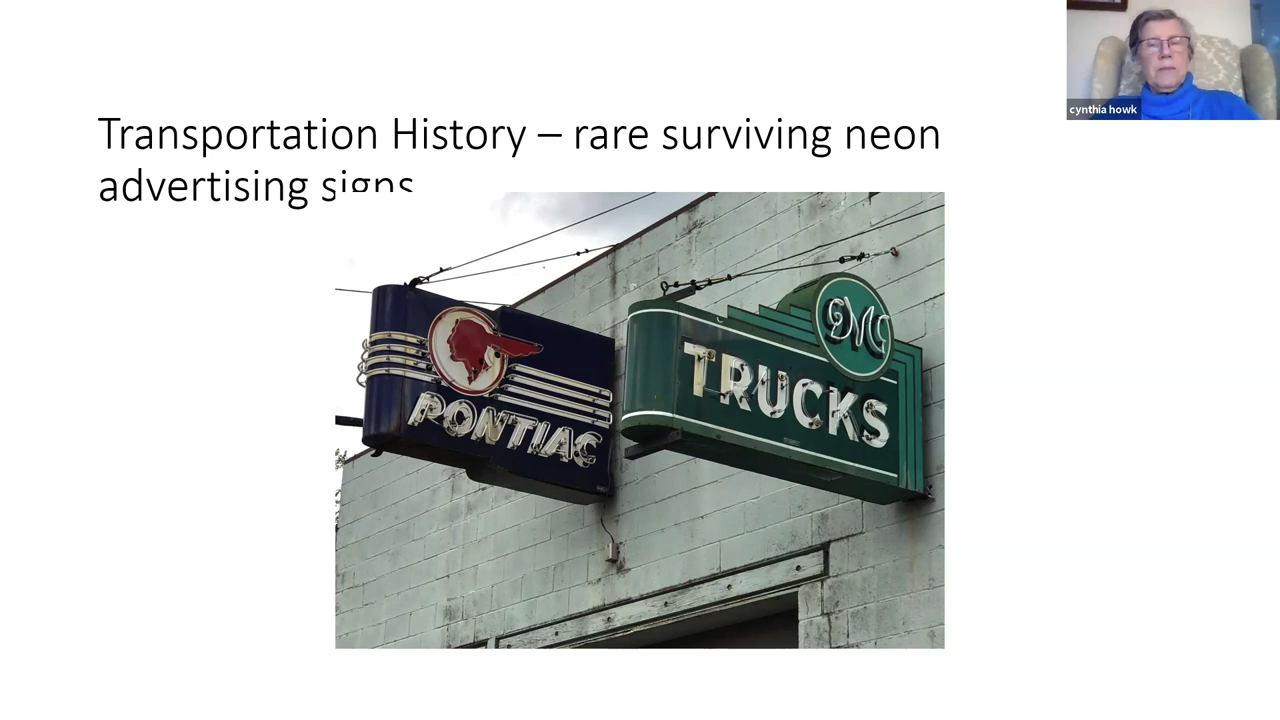 Transportation History – rare surviving neon
advertising signs
cynthia howk
PONTIAC
GMC
TRUCKS